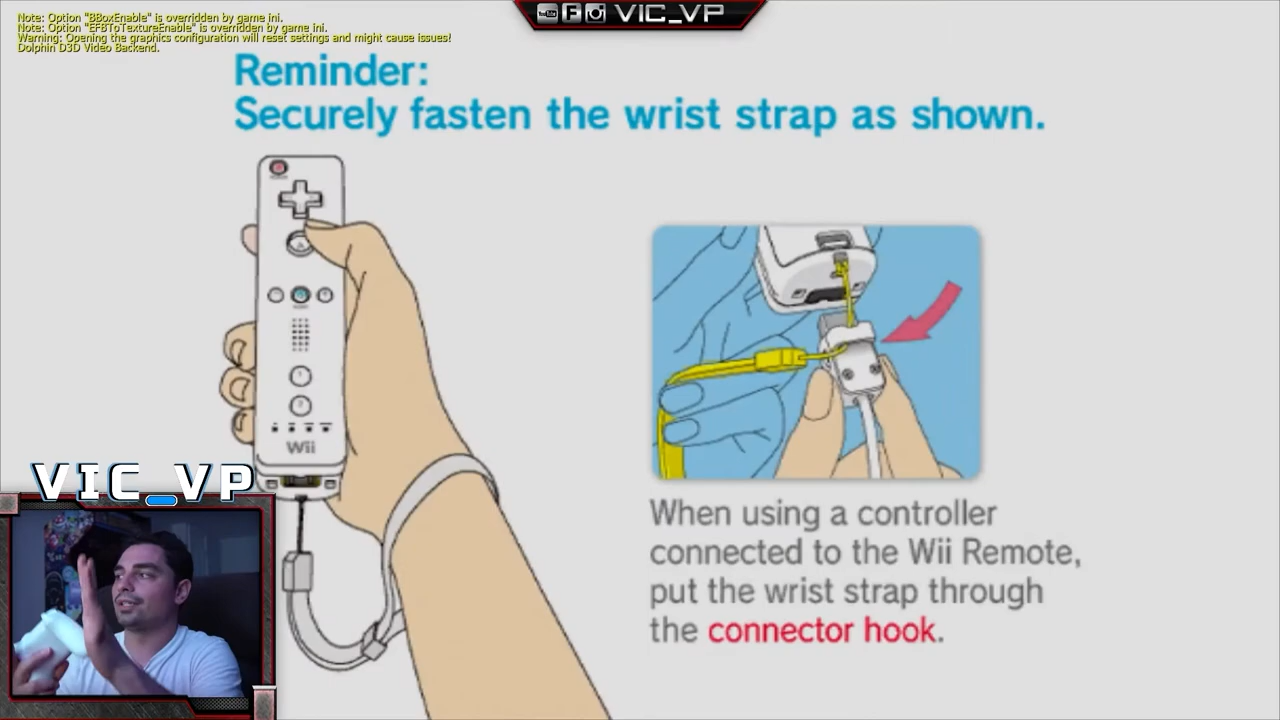 Note: Option "BBoxEnable" is overridden by game ini.
Note: Option "EFBToTextureEnable" is overridden by game ini.
Warning: Opening the graphics configuration will reset settings and might cause issues!
Dolphin D3D Video Backend.
VIC_VP
Reminder:
Securely fasten the wrist strap as shown.
1
2
Wii
When using a controller
connected to the Wii Remote,
put the wrist strap through
the connector hook.
VIC_VP